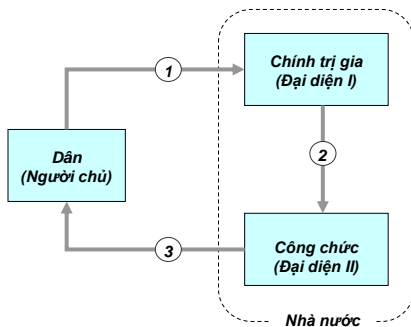 1
Chính trị gia
(Đại diện I)
2
Dân
(Người chủ)
3
Công chức
(Đại diện II)
Nhà nước